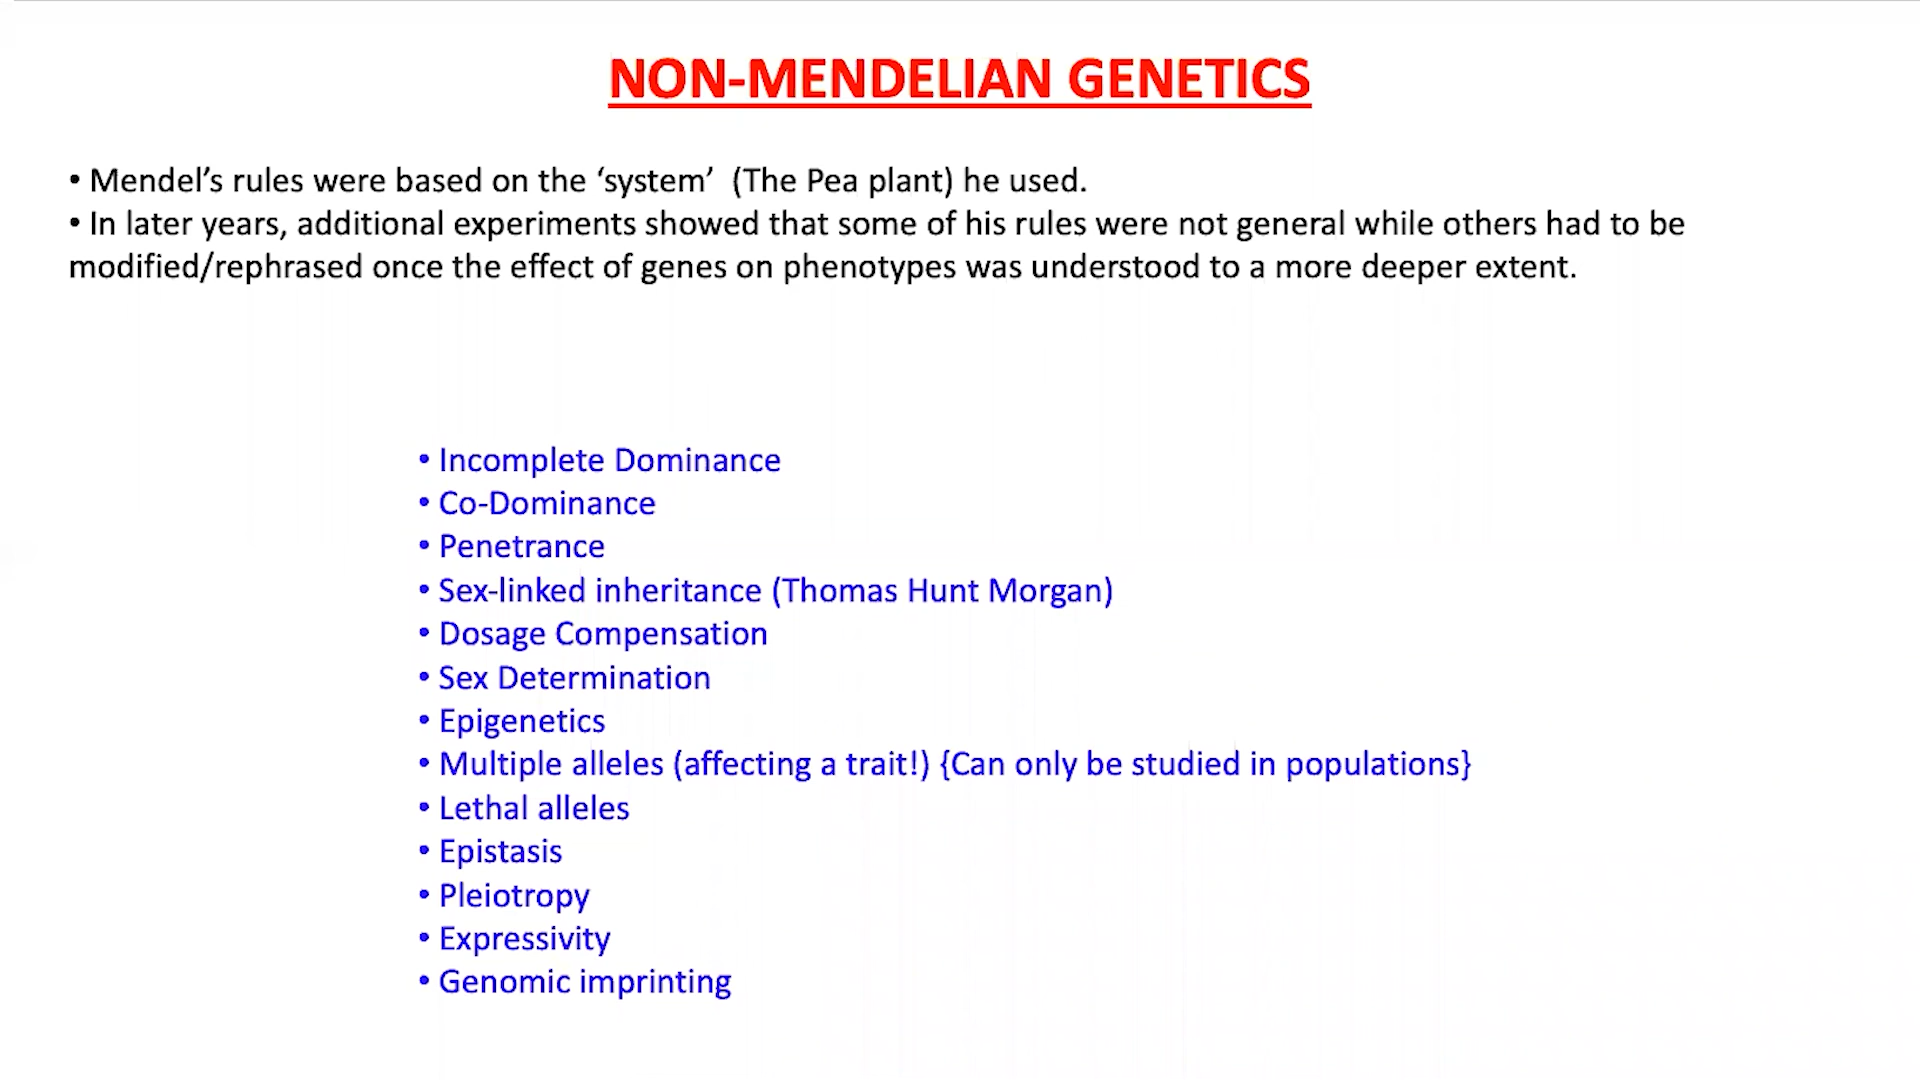 NON-MENDELIAN GENETICS
• Mendel’s rules were based on the ‘system’  (The Pea plant) he used.
• In later years, additional experiments showed that some of his rules were not general while others had to be
modified/rephrased once the effect of genes on phenotypes was understood to a more deeper extent.
• Incomplete Dominance
• Co-Dominance
• Penetrance
• Sex-linked inheritance (Thomas Hunt Morgan)
• Dosage Compensation
• Sex Determination
• Epigenetics
• Multiple alleles (affecting a trait!) {Can only be studied in populations}
• Lethal alleles
• Epistasis
• Pleiotropy
• Expressivity
• Genomic imprinting